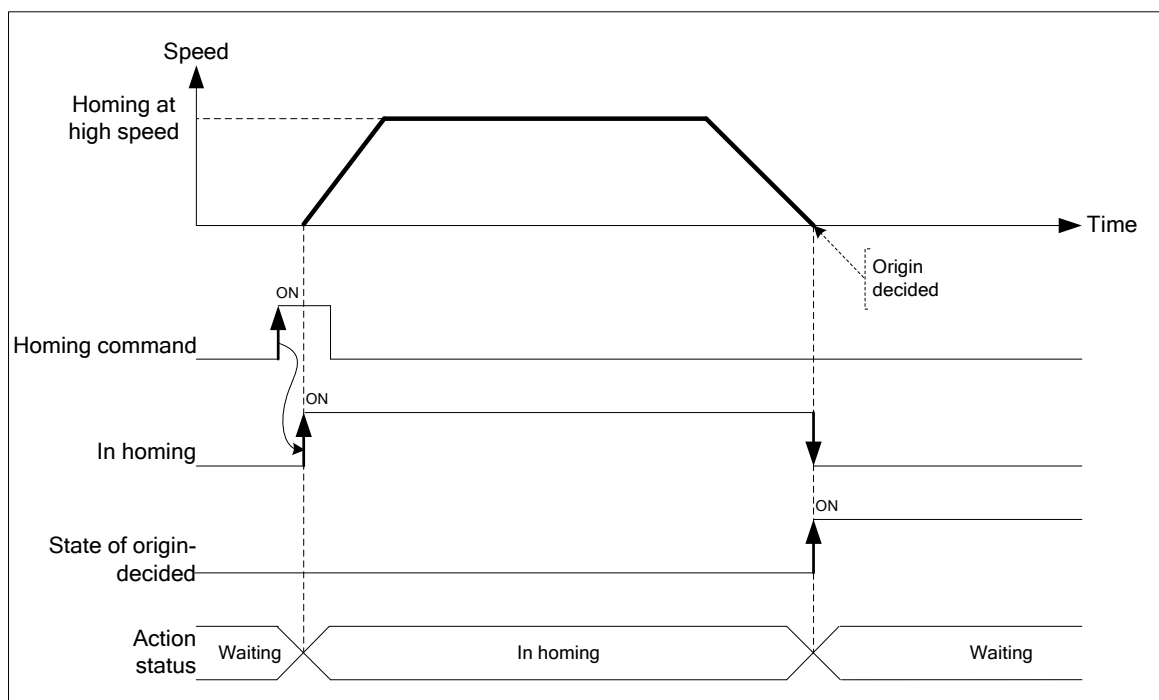 Speed
Homing at
high speed
Time
Origin
decided
ON
Homing command
ON
In homing
ON
State of origin-
decided
Action
status
Waiting
In homing
Waiting